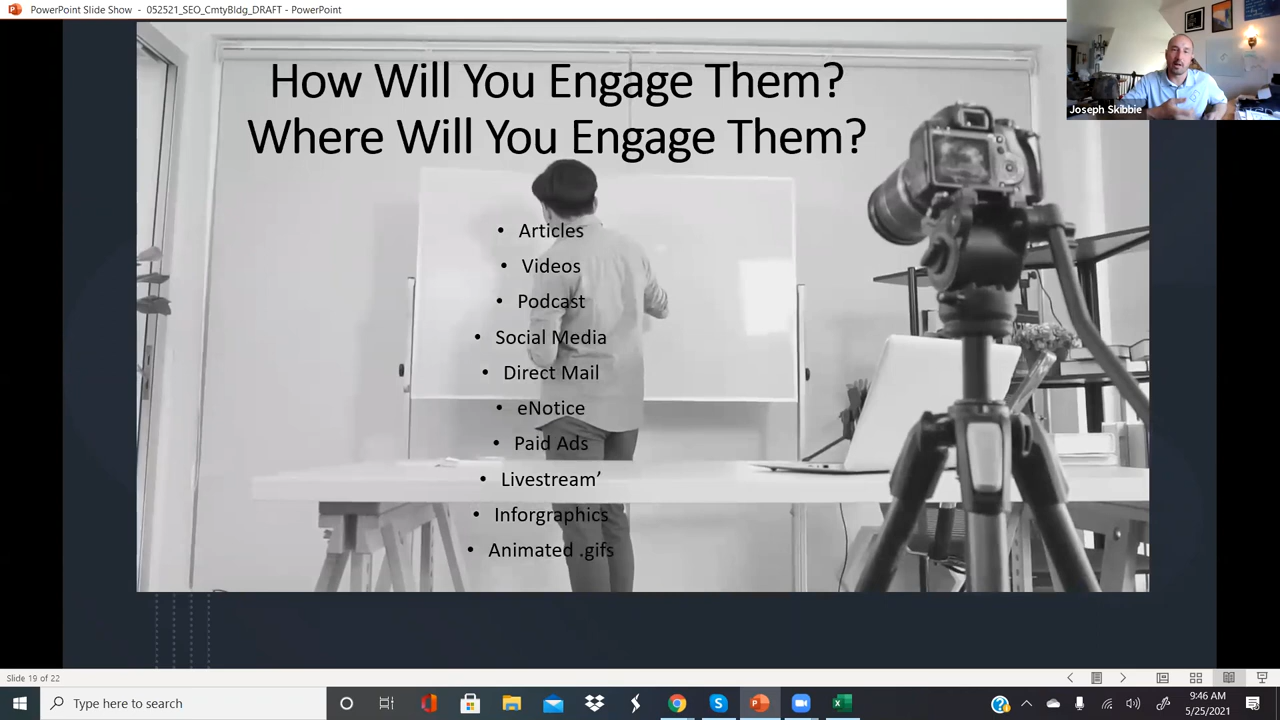 PowerPoint Slide Show - 052521_SEO_CmtyBldg_DRAFT - PowerPoint
How Will You Engage Them?
Where Will You Engage Them?
Joseph Skibbie
• Articles
• Videos
• Podcast
• Social Media
• Direct Mail
• eNotice
• Paid Ads
• Livestream’
• Inforgraphics
• Animated .gifs
Slide 19 of 22
Type here to search
9:46 AM
5/25/2021